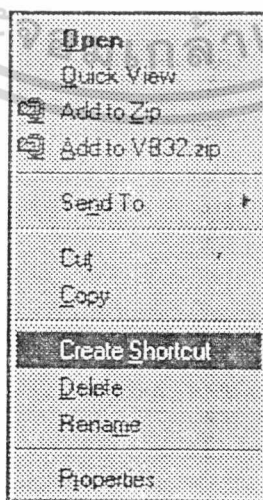 Open
Quick View
Add to Zip
Add to VB32.zip
Send To
Cut
Copy
Create Shortcut
Delete
Rename
Properties